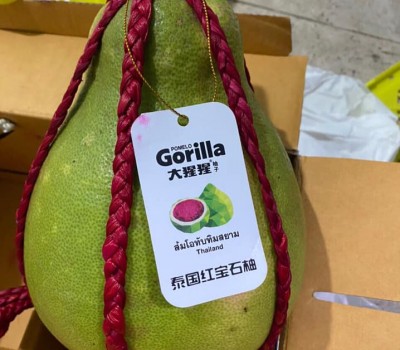 POMELO
Gorilla
大猩猩 柚子
ส้มโอทับทิมสยาม
Thailand
泰国红宝石柚